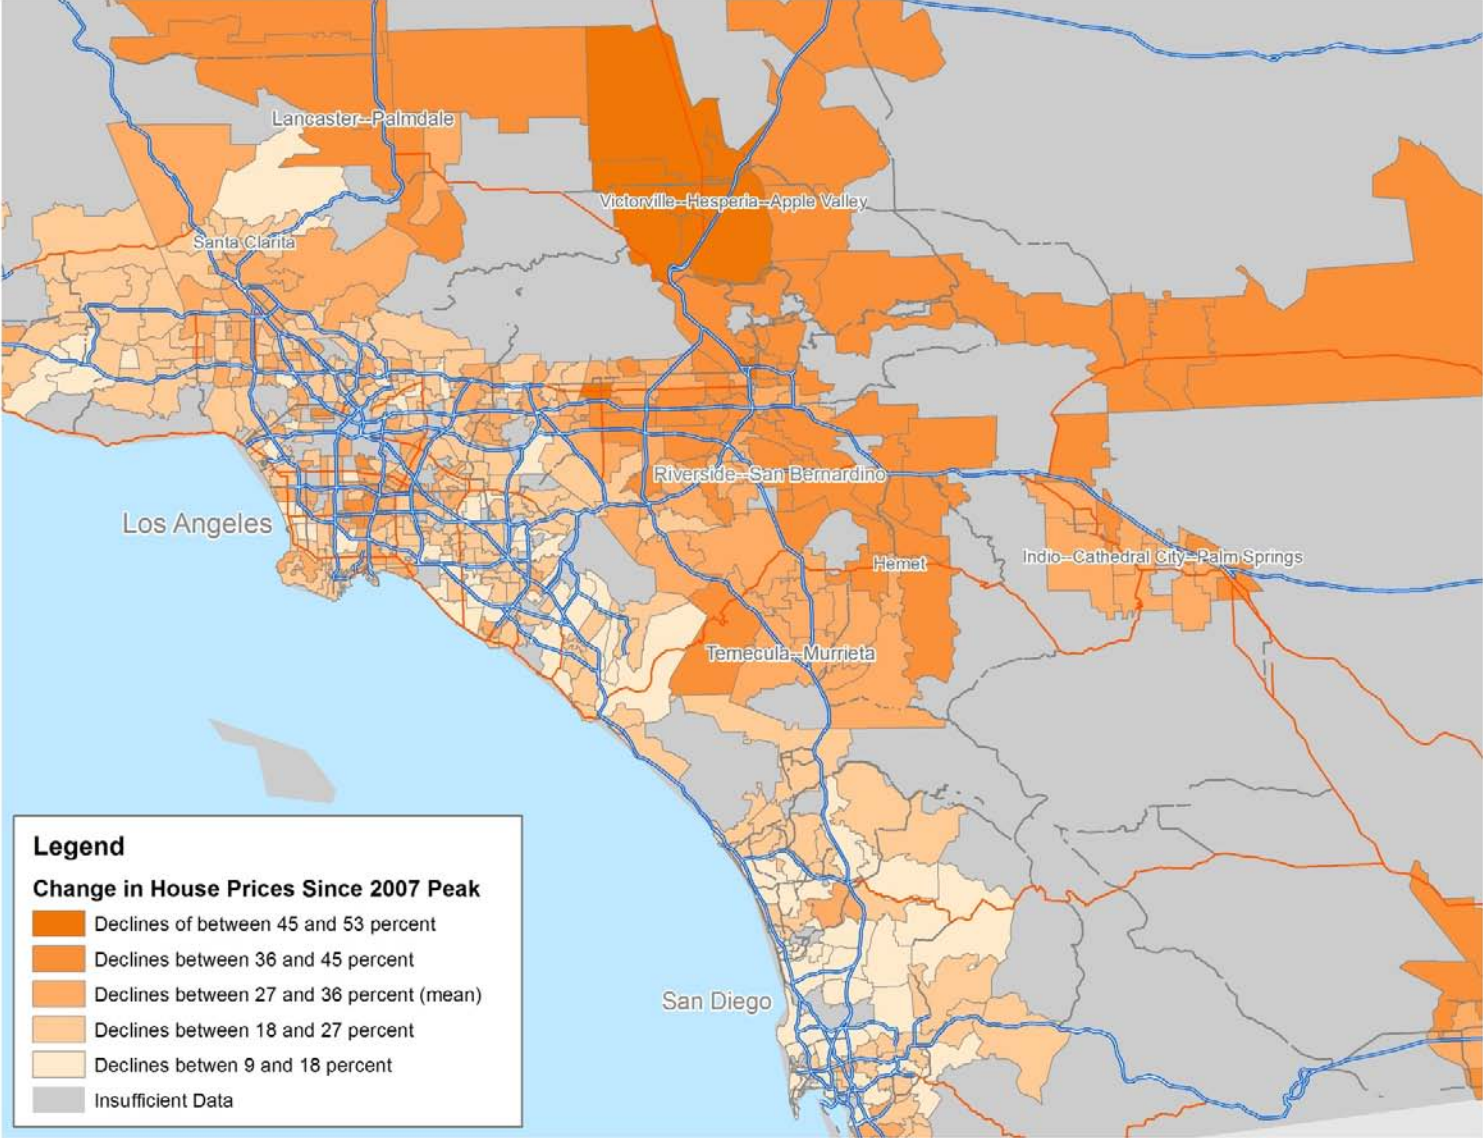 Lancaster--Palmdale
Victorville--Hesperia--Apple Valley
Santa Clarita
Riverside--San Bernardino
Los Angeles
Indio--Cathedral City--Palm Springs
Hemet
Temecula--Murrieta
San Diego
Legend
Change in House Prices Since 2007 Peak
Declines of between 45 and 53 percent
Declines between 36 and 45 percent
Declines between 27 and 36 percent (mean)
Declines between 18 and 27 percent
Declines betwen 9 and 18 percent
Insufficient Data